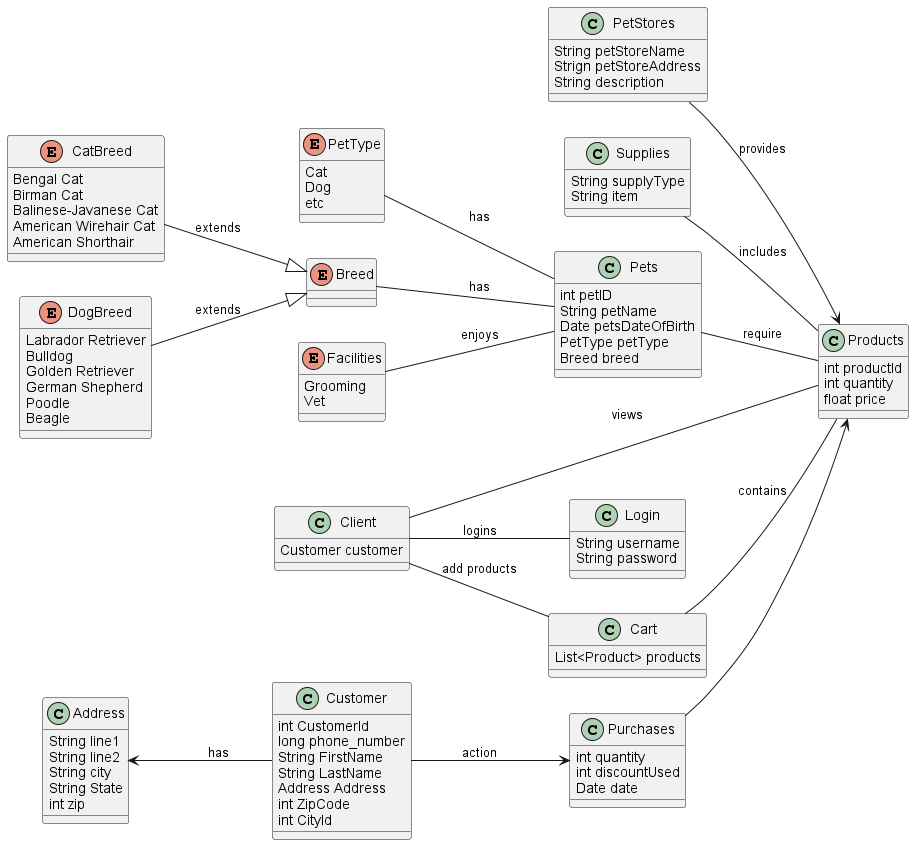 C PetStores
String petStoreName
Strign petStoreAddress
String description
provides
C Supplies
String supplyType
String item
includes
E CatBreed
Bengal Cat
Birman Cat
Balinese-Javanese Cat
American Wirehair Cat
American Shorthair
extends
E PetType
Cat
Dog
etc
has
E Breed
has
E DogBreed
Labrador Retriever
Bulldog
Golden Retriever
German Shepherd
Poodle
Beagle
extends
E Facilities
Grooming
Vet
enjoys
C Pets
int petID
String petName
Date petsDateOfBirth
PetType petType
Breed breed
require
C Products
int productId
int quantity
float price
views
C Client
Customer customer
logins
add products
C Login
String username
String password
contains
C Cart
List<Product> products
C Address
String line1
String line2
String city
String State
int zip
has
C Customer
int CustomerId
long phone_number
String FirstName
String LastName
Address Address
int ZipCode
int CityId
action
C Purchases
int quantity
int discountUsed
Date date